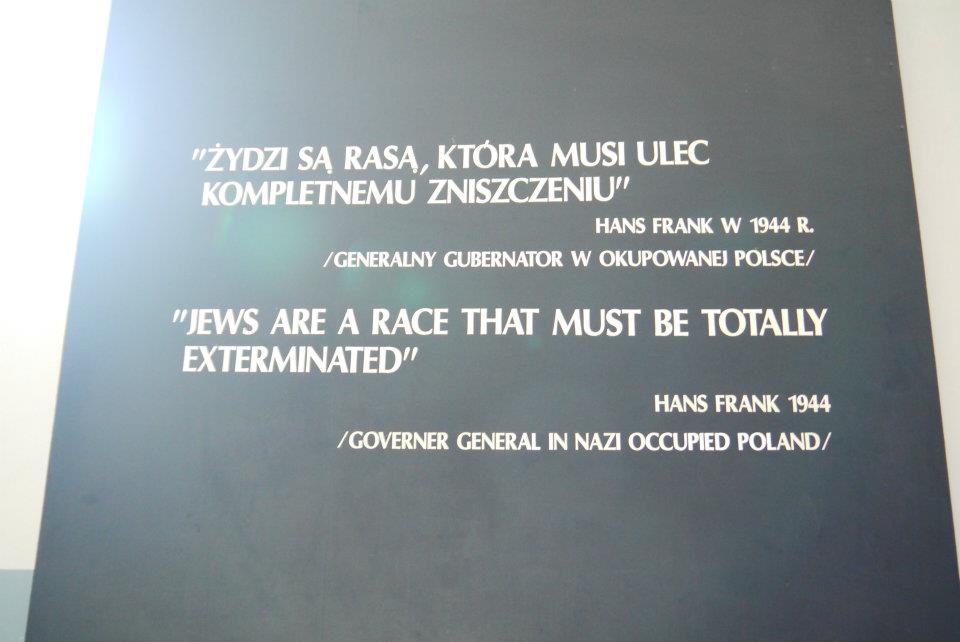 "ŻYDZI SĄ RASĄ, KTÓRA MUSI ULEC
KOMPLETNEMU ZNISZCZENIU"
HANS FRANK W 1944 R.
/GENERALNY GUBERNATOR W OKUPOWANEJ POLSCE/
"JEWS ARE A RACE THAT MUST BE TOTALLY
EXTERMINATED"
HANS FRANK 1944
/GOVERNER GENERAL IN NAZI OCCUPIED POLAND/